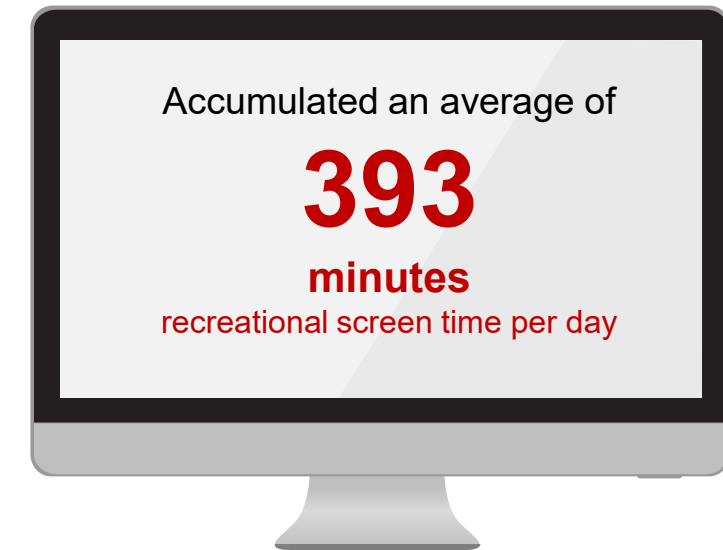 Accumulated an average of
393
minutes
recreational screen time per day